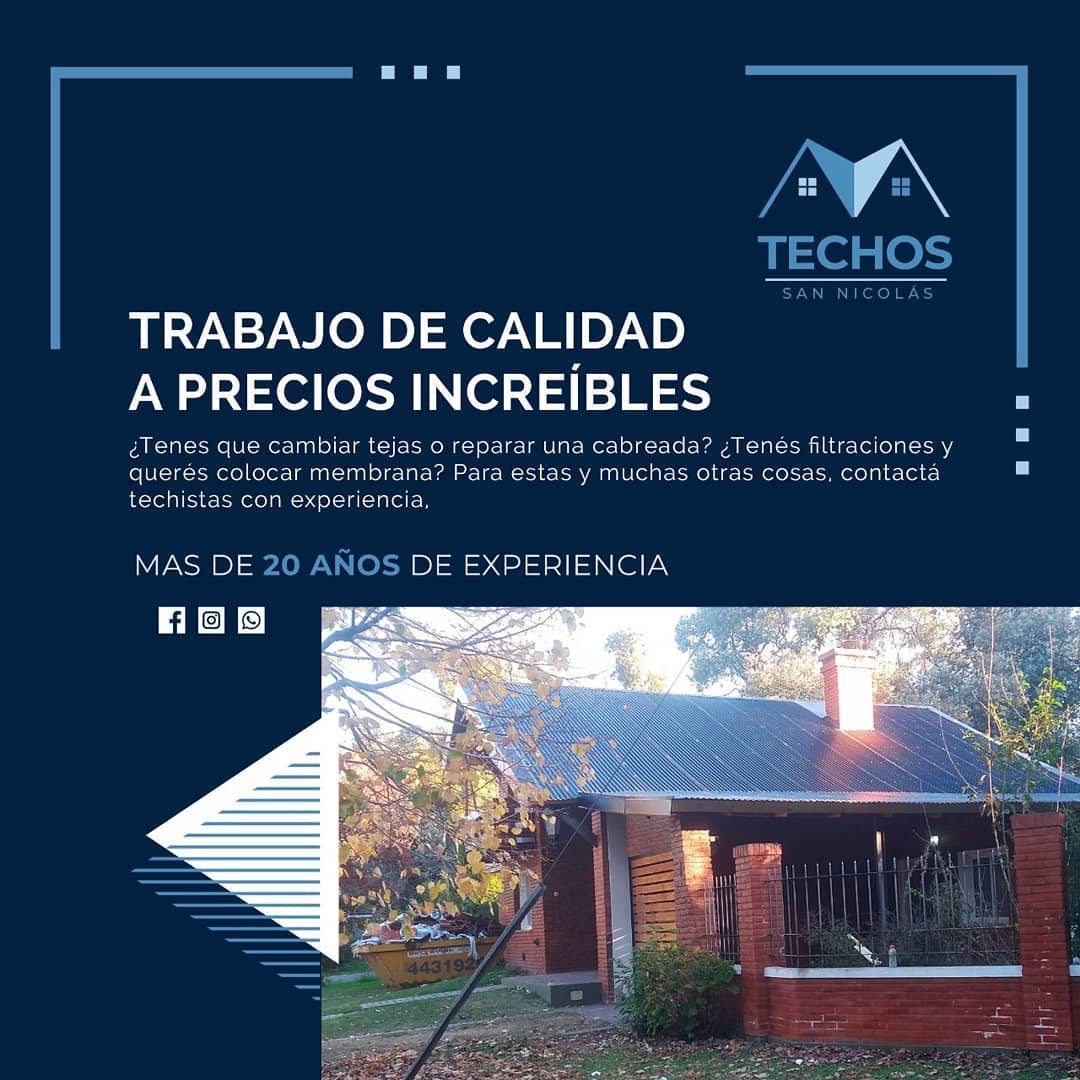 TECHOS
SAN NICOLÁS
TRABAJO DE CALIDAD
A PRECIOS INCREÍBLES
¿Tenes que cambiar tejas o reparar una cabreada? ¿Tenés filtraciones y
querés colocar membrana? Para estas y muchas otras cosas, contactá
techistas con experiencia,
MAS DE 20 AÑOS DE EXPERIENCIA
443192